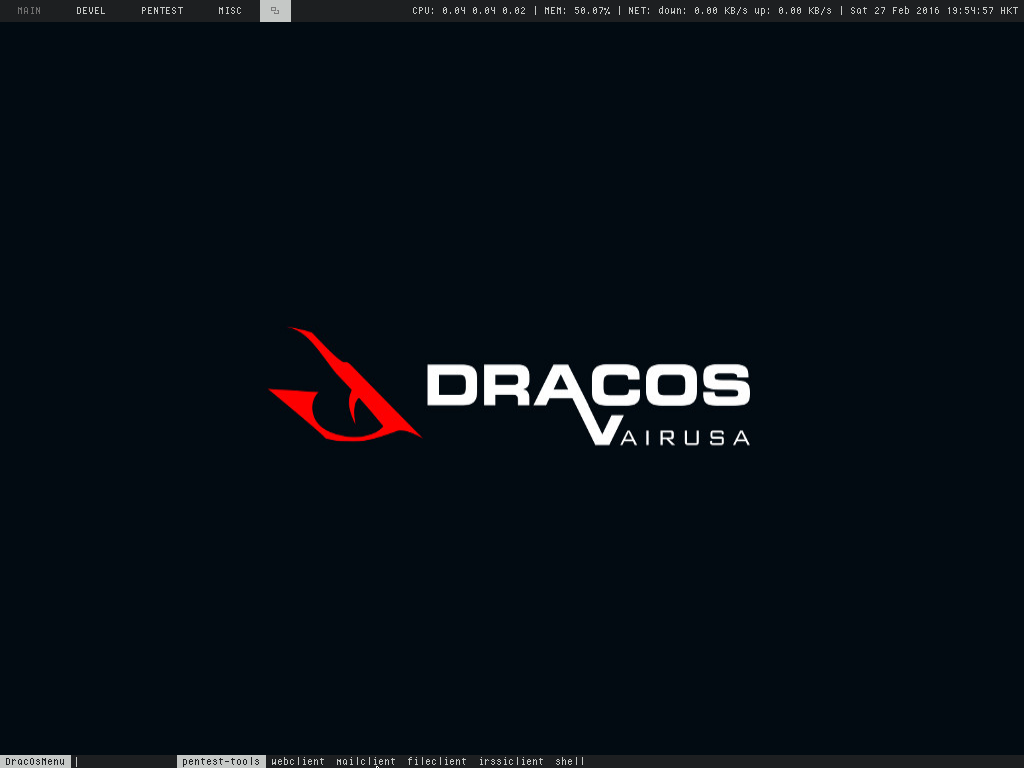 MAIN DEVEL PENTEST MISC CPU: 0.04 0.04 0.02 | MEM: 50.07% | NET: down: 0.00 KB/s up: 0.00 KB/s | Sat 27 Feb 2016 19:54:57 HKT
DRACOS
VAIRUSA
DracOsMenu | pentest-tools webclient mailclient fileclient irssiclient shell